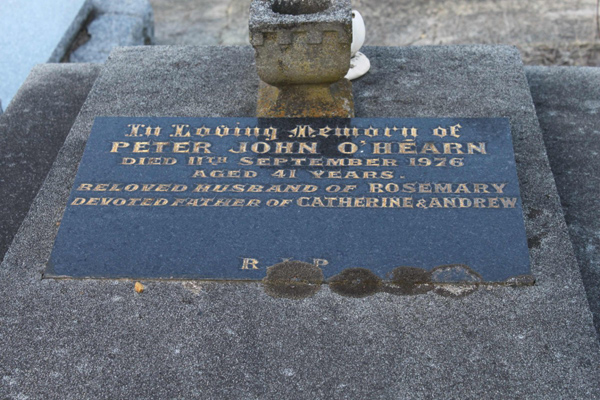 In Loving Memory of
PETER JOHN O'HEARN
DIED 11TH SEPTEMBER 1976
AGED 41 YEARS.
BELOVED HUSBAND OF ROSEMARY
DEVOTED FATHER OF CATHERINE & ANDREW
R.I.P.